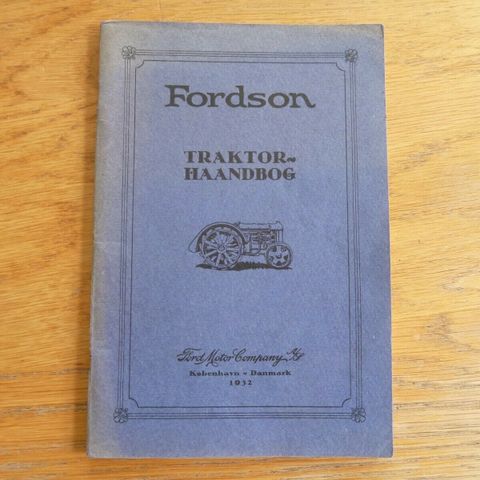 Fordson
TRAKTOR-
HAANDBOG
Ford Motor Company A/S
København - Danmark
1932